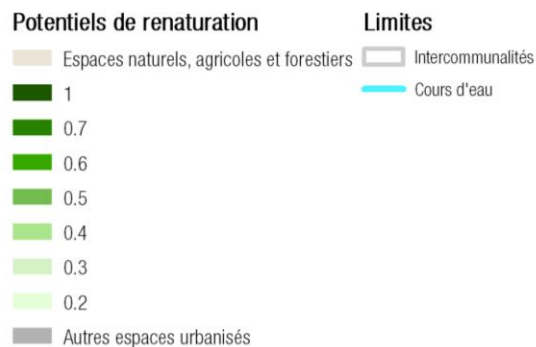 Potentiels de renaturation
Espaces naturels, agricoles et forestiers
1
0.7
0.6
0.5
0.4
0.3
0.2
Autres espaces urbanisés
Limites
Intercommunalités
Cours d'eau